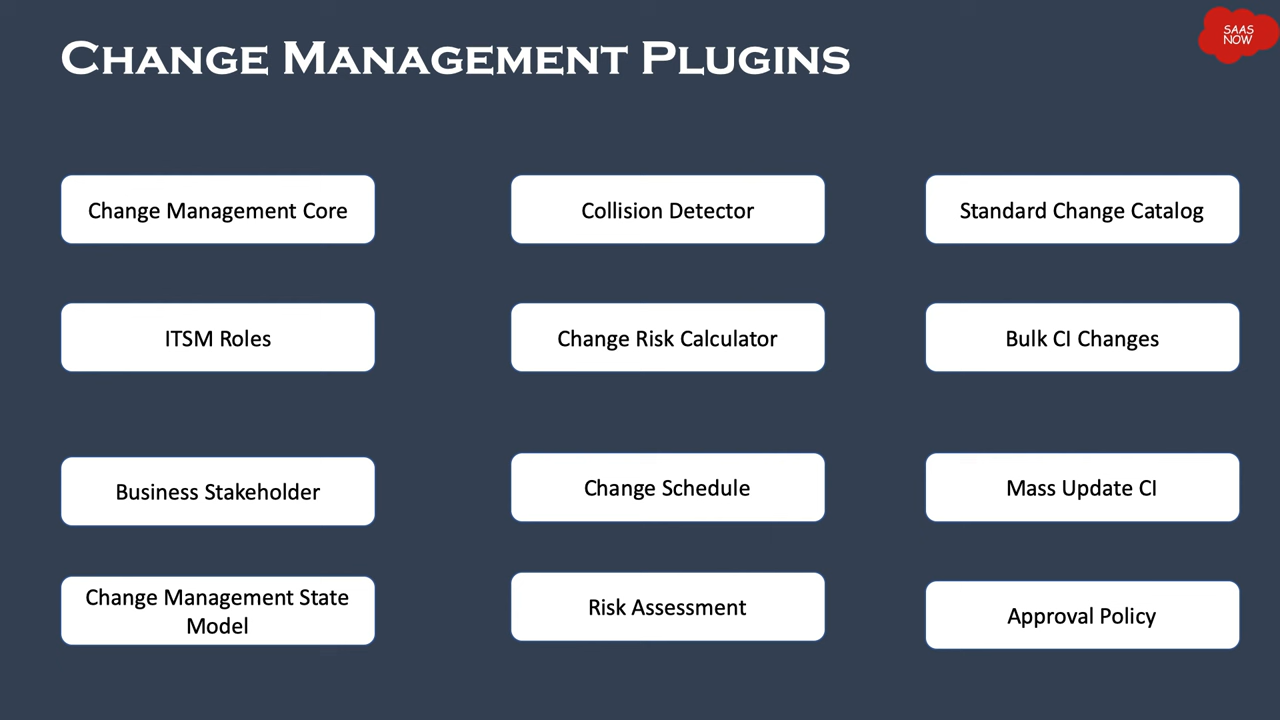 CHANGE MANAGEMENT PLUGINS
SAAS
NOW
Change Management Core
Collision Detector
Standard Change Catalog
ITSM Roles
Change Risk Calculator
Bulk CI Changes
Business Stakeholder
Change Schedule
Mass Update CI
Change Management State
Model
Risk Assessment
Approval Policy